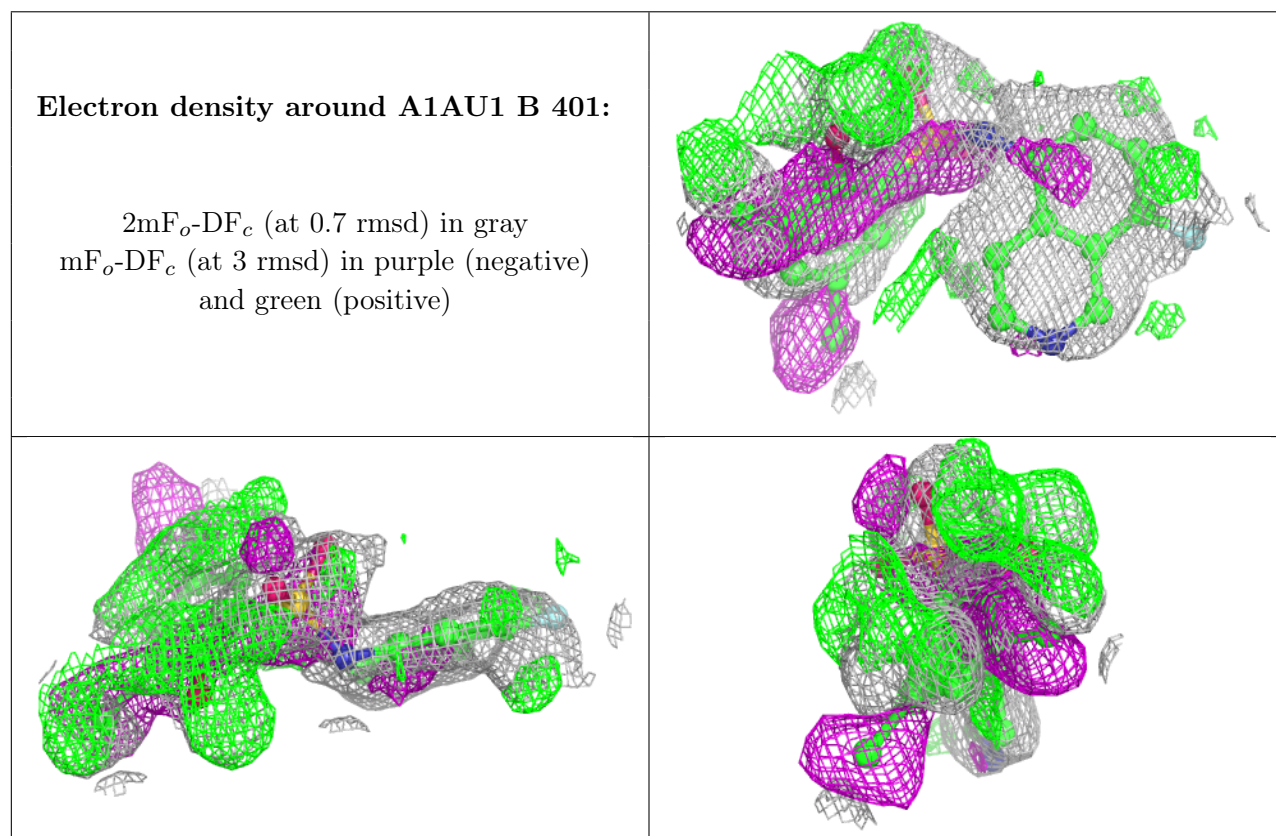 Electron density around A1AU1 B 401:
2mFo-DFc (at 0.7 rmsd) in gray
mFo-DFc (at 3 rmsd) in purple (negative)
and green (positive)